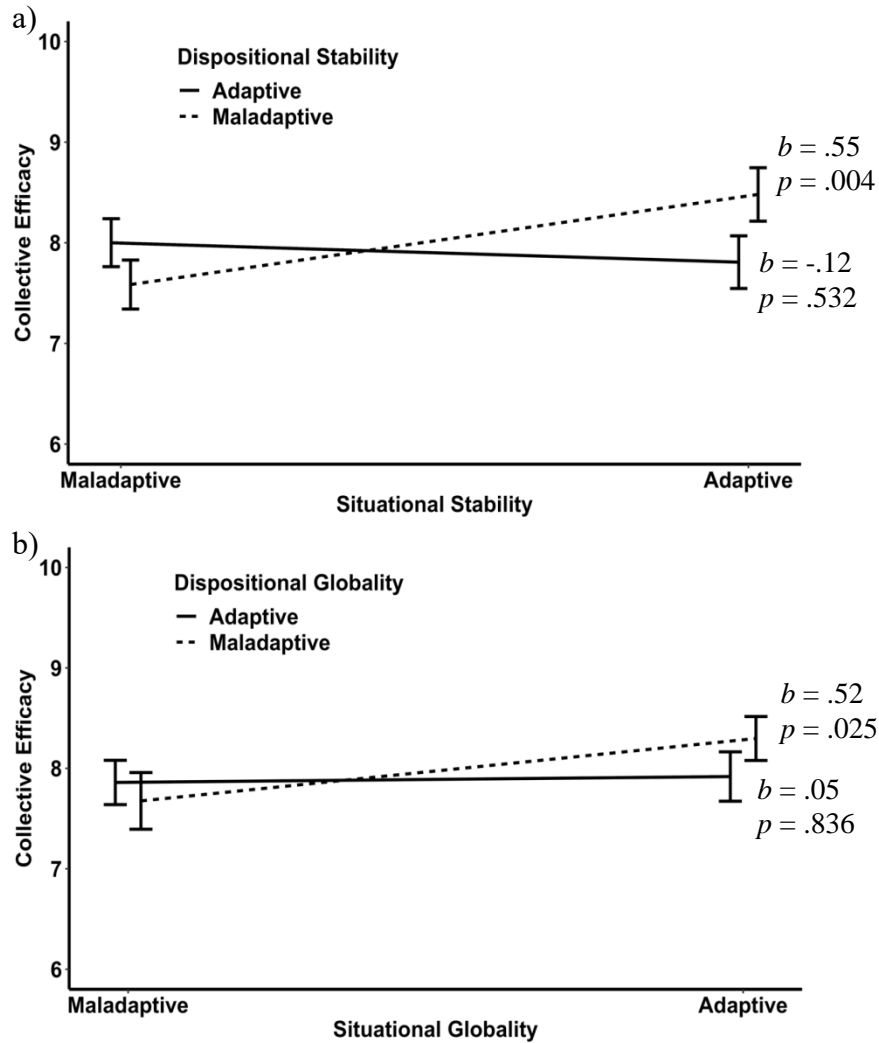 a)
10
9
8
7
6
Collective Efficacy
Dispositional Stability
Adaptive
Maladaptive
b = .55
p = .004
b = -.12
p = .532
Maladaptive
Adaptive
Situational Stability
b)
10
9
8
7
6
Collective Efficacy
Dispositional Globality
Adaptive
Maladaptive
b = .52
p = .025
b = .05
p = .836
Maladaptive
Adaptive
Situational Globality